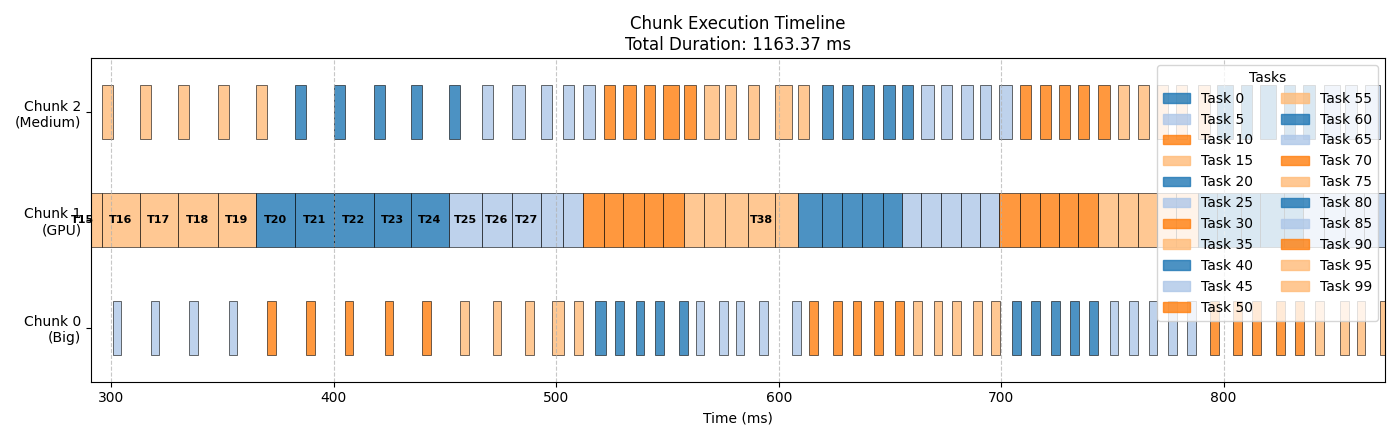 Chunk Execution Timeline
Total Duration: 1163.37 ms
Chunk 2
(Medium)
Chunk 1
(GPU)
Chunk 0
(Big)
T15
T16
T17
T18
T19
T20
T21
T22
T23
T24
T25
T26
T27
T38
Tasks
Task 0
Task 5
Task 10
Task 15
Task 20
Task 25
Task 30
Task 35
Task 40
Task 45
Task 50
Task 55
Task 60
Task 65
Task 70
Task 75
Task 80
Task 85
Task 90
Task 95
Task 99
300
400
500
600
700
800
Time (ms)